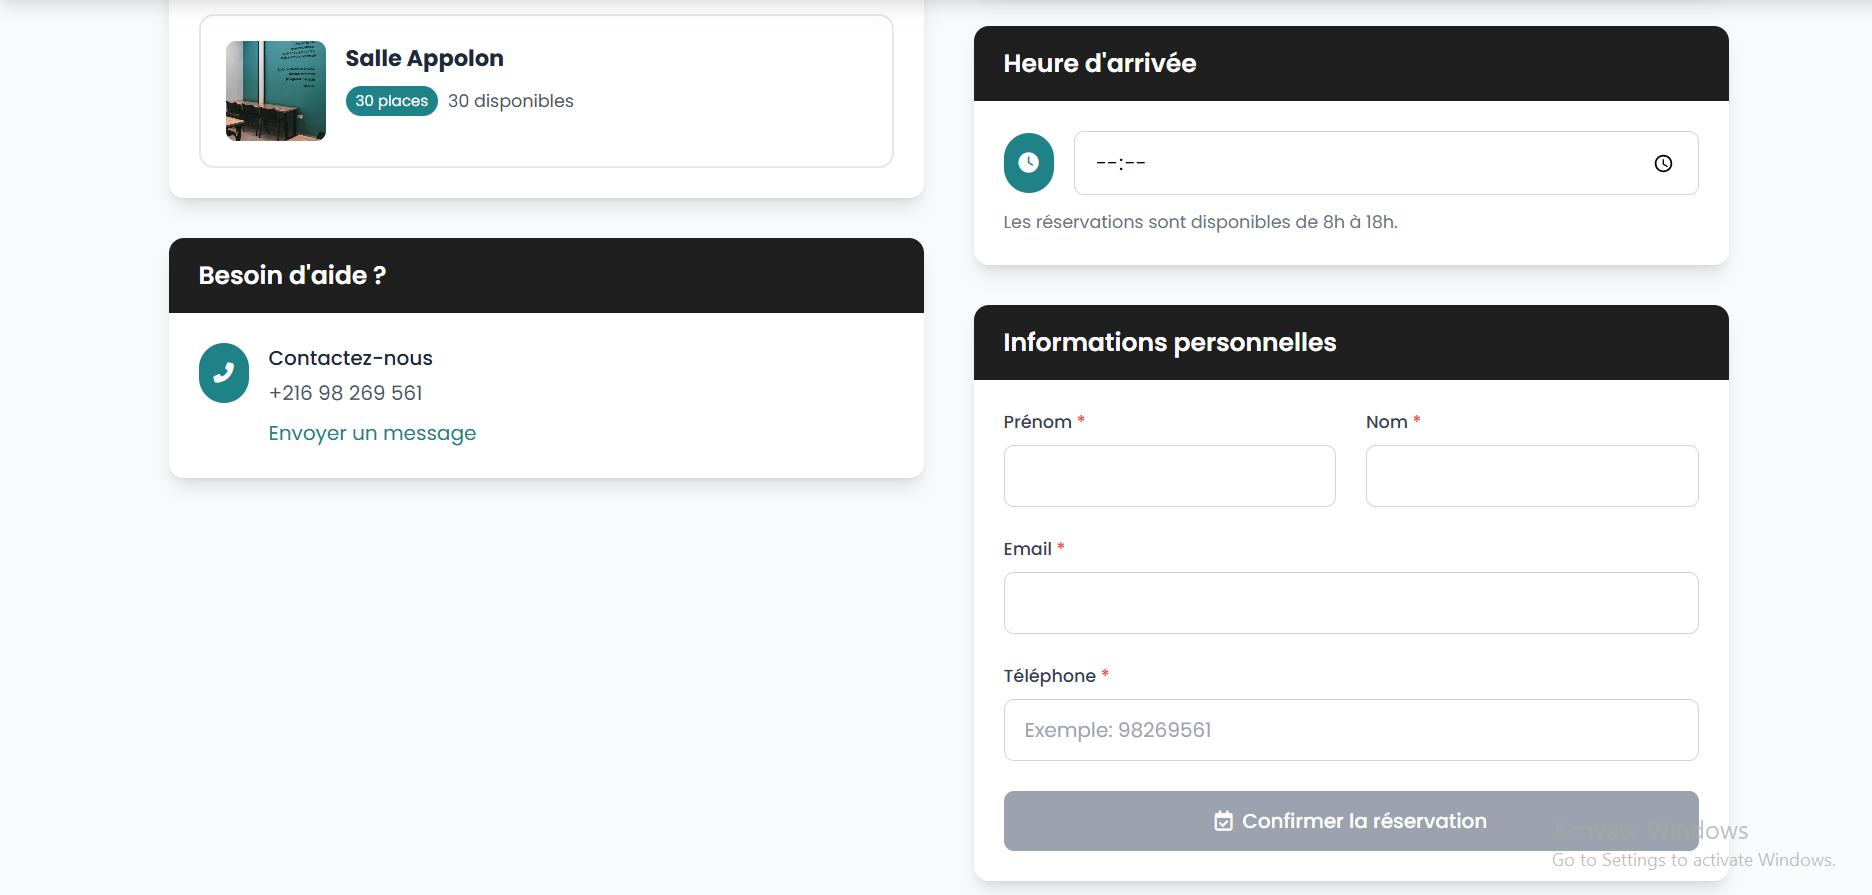 Salle Appolon
30 places 30 disponibles
Besoin d'aide ?
Contactez-nous
+216 98 269 561
Envoyer un message
Heure d'arrivée
--:--
Les réservations sont disponibles de 8h à 18h.
Informations personnelles
Prénom * Nom *
Email *
Téléphone *
Exemple: 98269561
Confirmer la réservation
Activate Windows
Go to Settings to activate Windows.